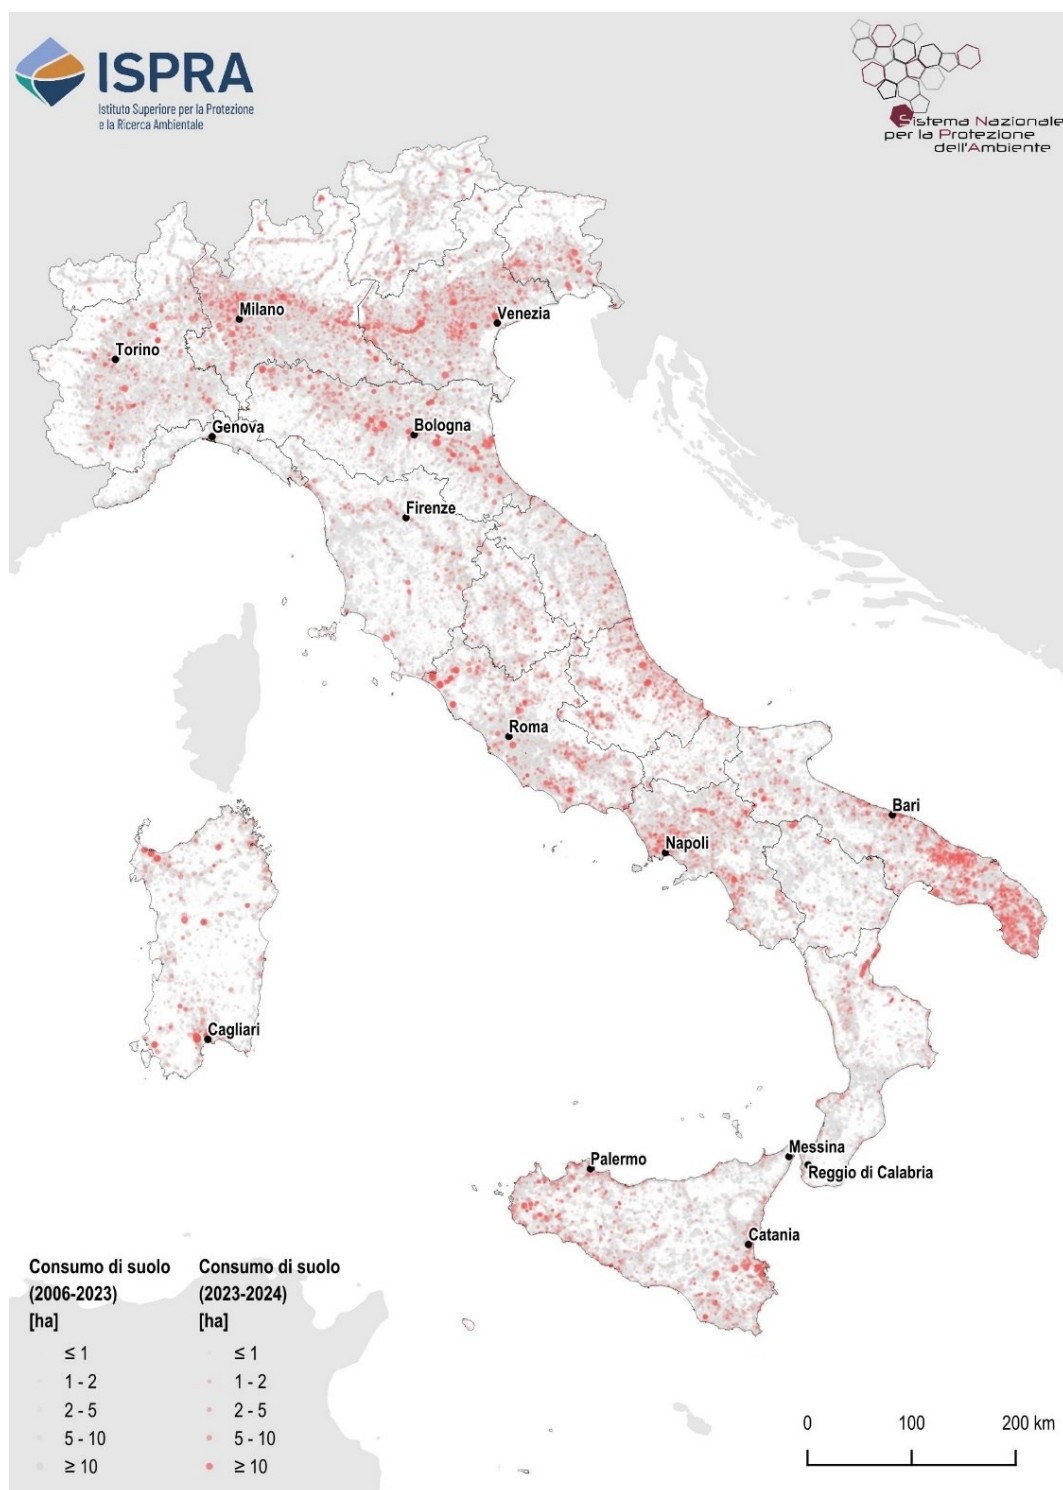 ISPRA
Istituto Superiore per la Protezione
e la Ricerca Ambientale
Sistema Nazionale
per la Protezione
dell'Ambiente
Milano
Venezia
Torino
Genova
Bologna
Firenze
Roma
Bari
Napoli
Cagliari
Messina
Palermo
Reggio di Calabria
Catania
Consumo di suolo
(2006-2023)
[ha]
≤ 1
1 - 2
2 - 5
5 - 10
≥ 10
Consumo di suolo
(2023-2024)
[ha]
≤ 1
1 - 2
2 - 5
5 - 10
≥ 10
0 100 200 km